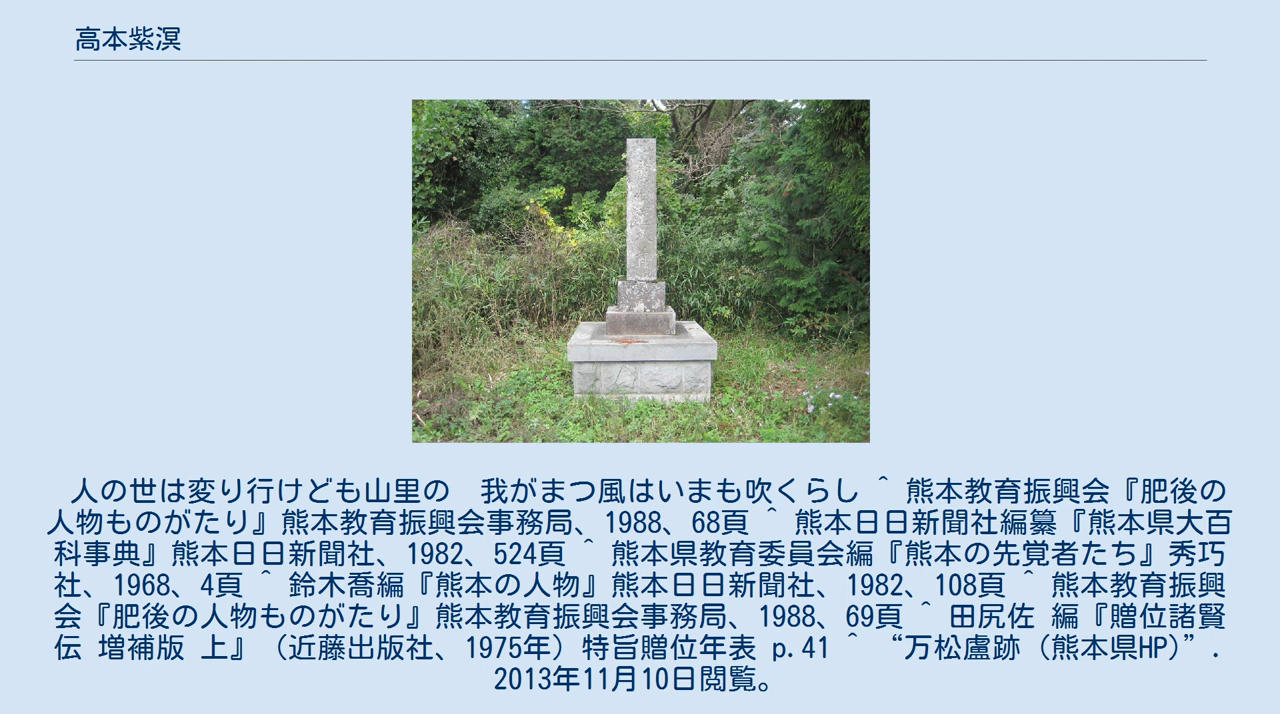 高本紫溟
人の世は変り行けども山里の　我がまつ風はいまも吹くらし ^ 熊本教育振興会『肥後の
人物ものがたり』熊本教育振興会事務局、1988、68頁 ^ 熊本日日新聞社編纂『熊本県大百
科事典』熊本日日新聞社、1982、524頁 ^ 熊本県教育委員会編『熊本の先覚者たち』秀巧
社、1968、4頁 ^ 鈴木喬編『熊本の人物』熊本日日新聞社、1982、108頁 ^ 熊本教育振興
会『肥後の人物ものがたり』熊本教育振興会事務局、1988、69頁 ^ 田尻佐 編『贈位諸賢
伝 増補版 上』（近藤出版社、1975年）特旨贈位年表 p.41 ^ “万松廬跡（熊本県HP)” .
2013年11月10日閲覧。